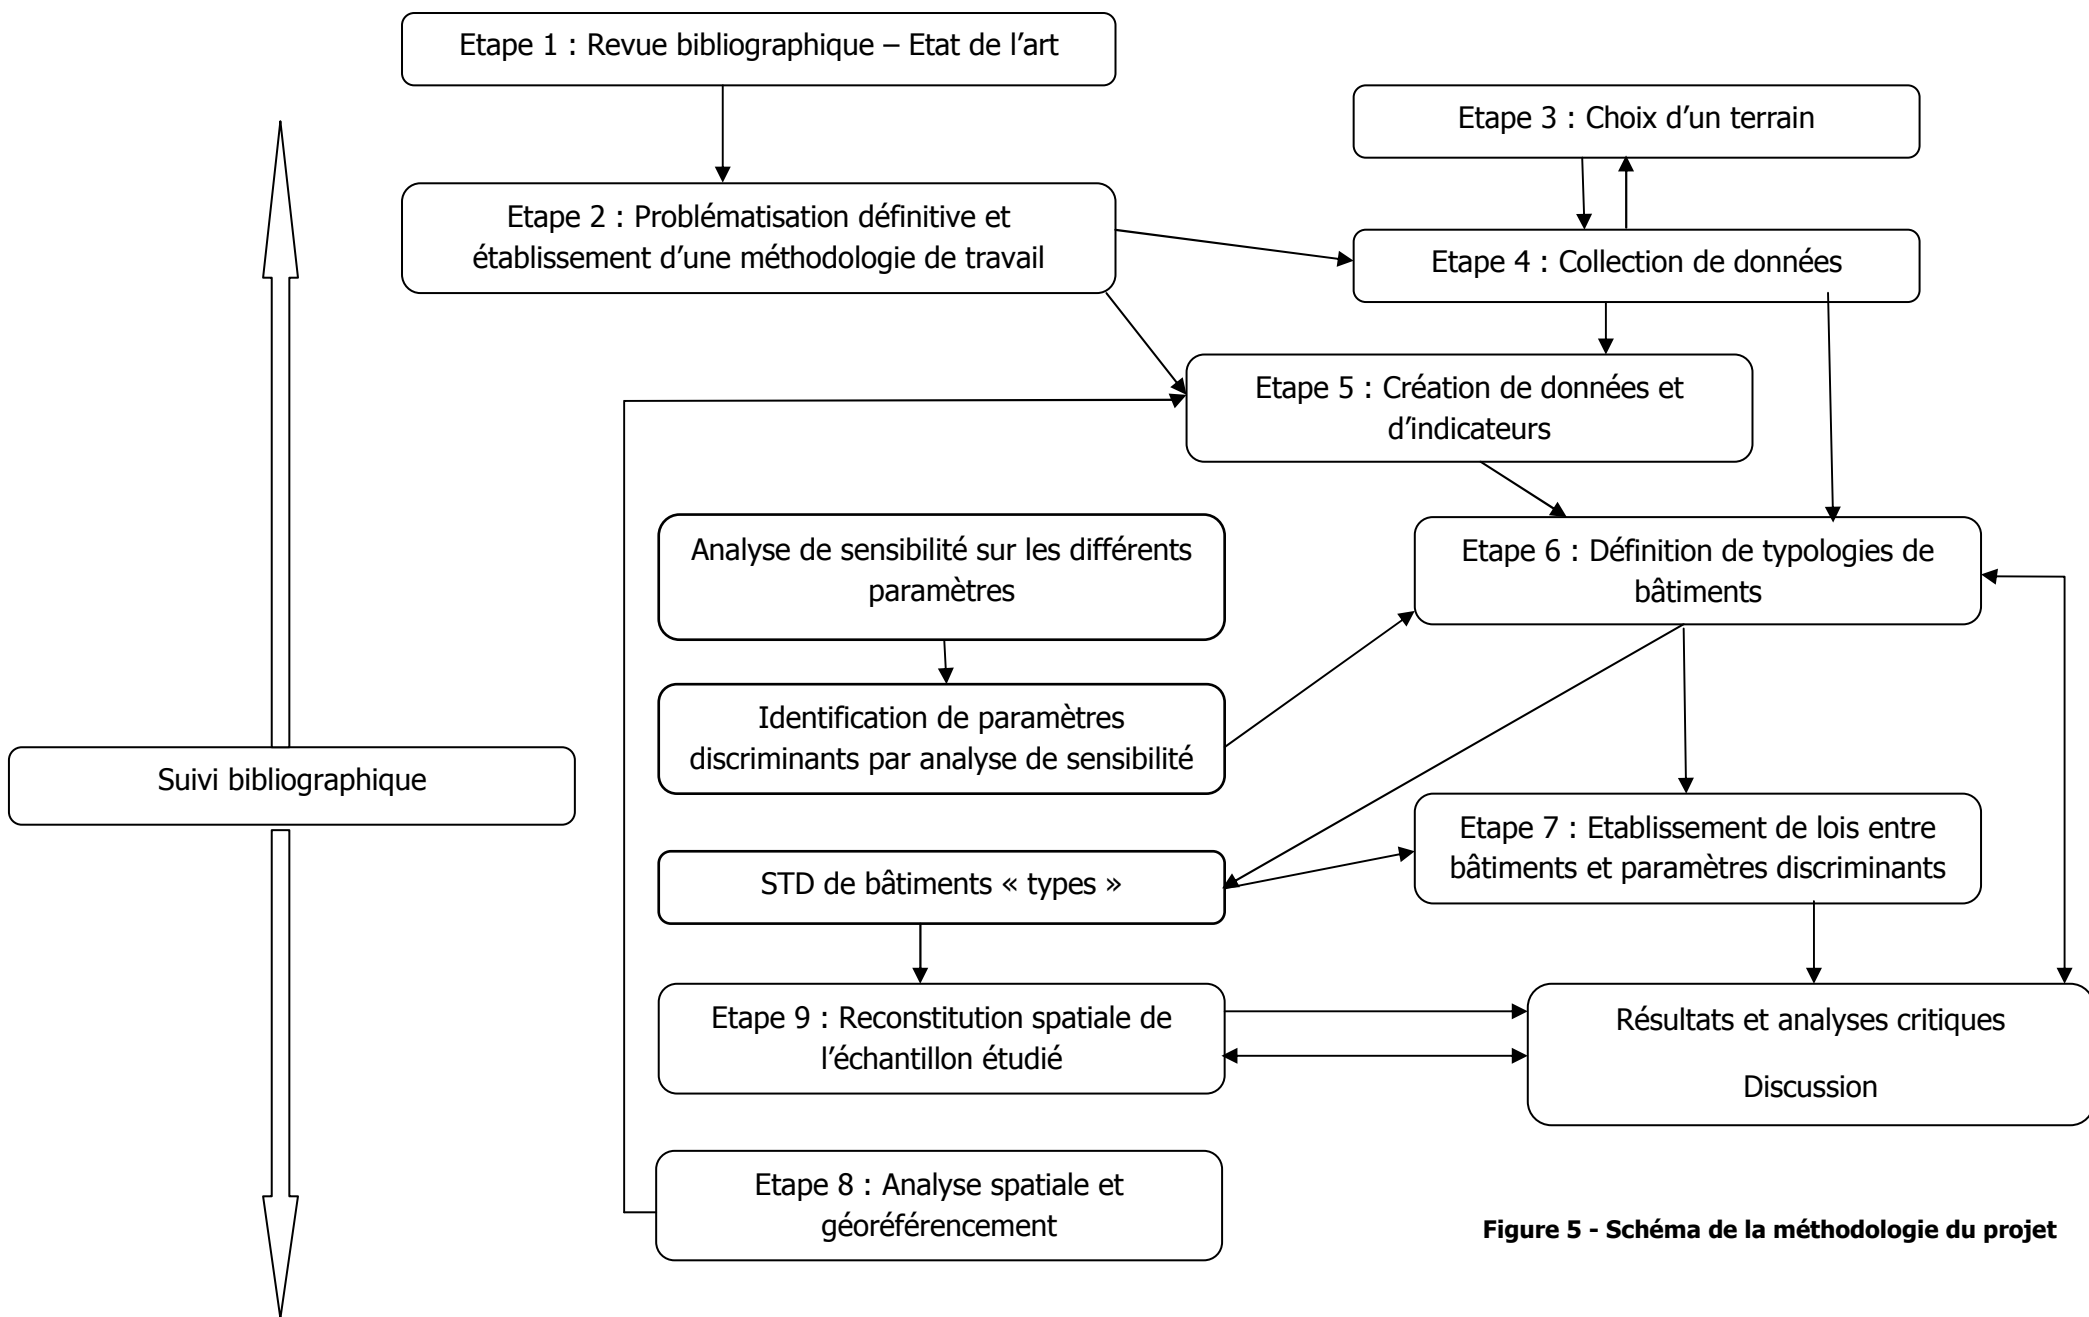 Etape 1 : Revue bibliographique – Etat de l’art
Etape 3 : Choix d’un terrain
Etape 2 : Problématisation définitive et
établissement d’une méthodologie de travail
Etape 4 : Collection de données
Etape 5 : Création de données et
d’indicateurs
Analyse de sensibilité sur les différents
paramètres
Etape 6 : Définition de typologies de
bâtiments
Identification de paramètres
discriminants par analyse de sensibilité
Suivi bibliographique
Etape 7 : Etablissement de lois entre
bâtiments et paramètres discriminants
STD de bâtiments « types »
Etape 9 : Reconstitution spatiale de
l’échantillon étudié
Résultats et analyses critiques
Discussion
Etape 8 : Analyse spatiale et
géoréférencement
Figure 5 - Schéma de la méthodologie du projet